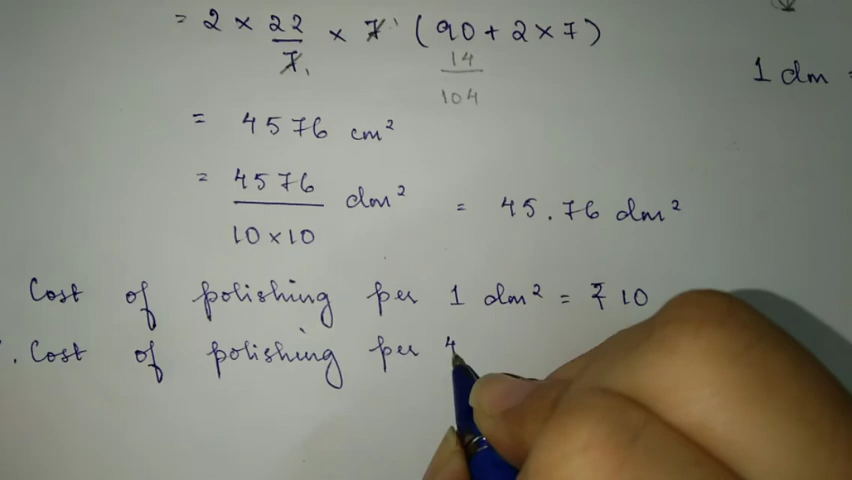 = 2 × 22/7 × 7 (90 + 2 × 7)
14
104
1 dm =
= 4576 cm²
= 4576/10×10 dm² = 45.76 dm²
Cost of polishing per 1 dm² = ₹ 10
. Cost of polishing per 4